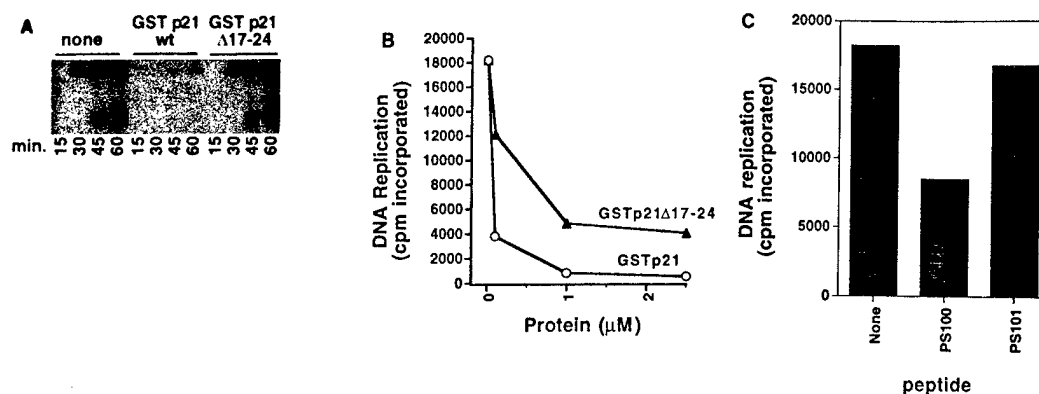 A
none
GST p21 wt
GST p21 Δ17-24
min.
15 30 45 60 15 30 45 60 15 30 45 60
B
DNA Replication
(cpm incorporated)
20000
18000
16000
14000
12000
10000
8000
6000
4000
2000
0
GSTp21Δ17-24
GSTp21
0 1 2
Protein (μM)
C
DNA replication
(cpm incorporated)
20000
15000
10000
5000
0
None
PS100
PS101
peptide